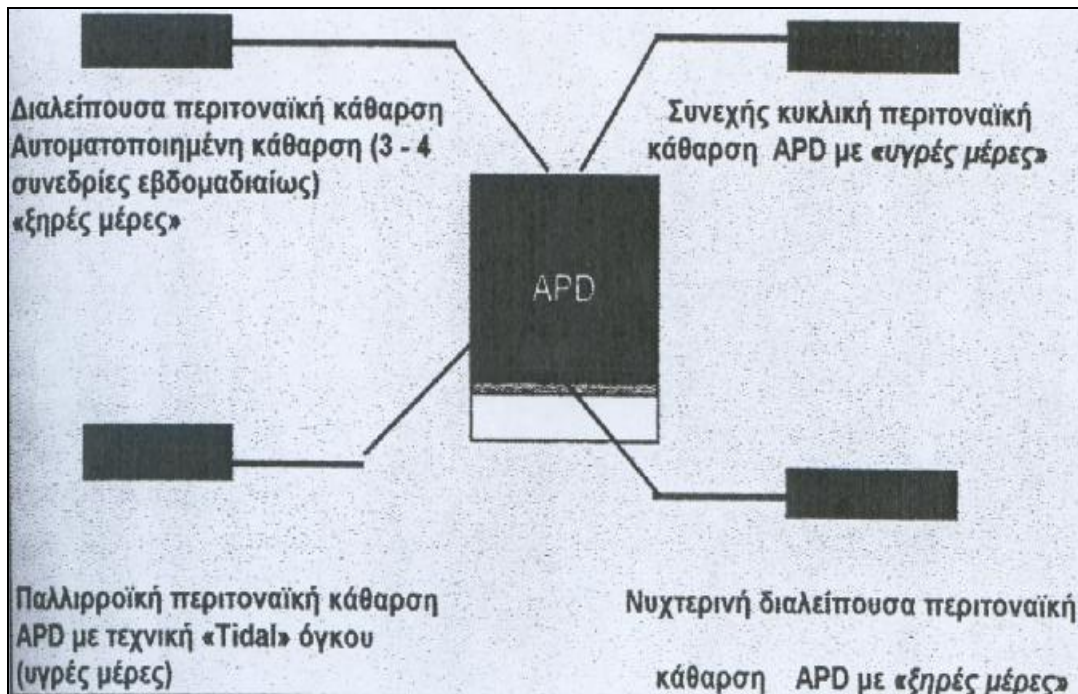 Διαλείπουσα περιτοναϊκή κάθαρση
Αυτοματοποιημένη κάθαρση (3 - 4
συνεδρίες εβδομαδιαίως)
«ξηρές μέρες»
Συνεχής κυκλική περιτοναϊκή
κάθαρση APD με «υγρές μέρες»
APD
Παλλιρροϊκή περιτοναϊκή κάθαρση
APD με τεχνική «Tidal» όγκου
(υγρές μέρες)
Νυχτερινή διαλείπουσα περιτοναϊκή
κάθαρση APD με «ξηρές μέρες»